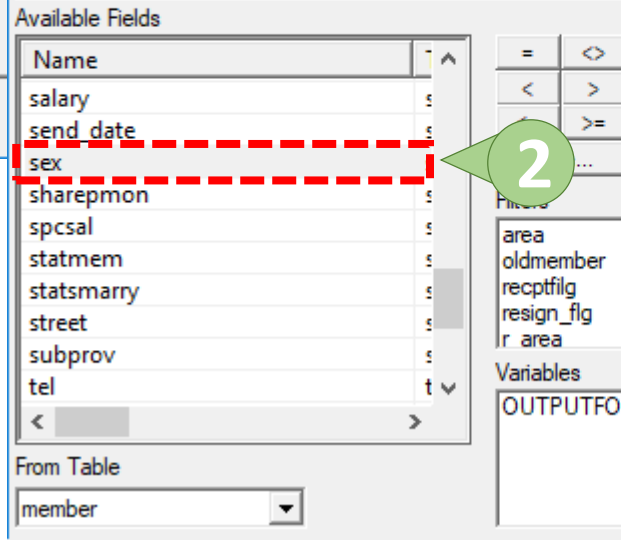 Available Fields
Name
salary
send_date
sex
sharepmon
spcsal
statmem
statsmarry
street
subprov
tel
From Table
member
= <>
< >
>=
...
2
Filters
area
oldmember
recptfilg
resign_flg
r_area
Variables
OUTPUTFO